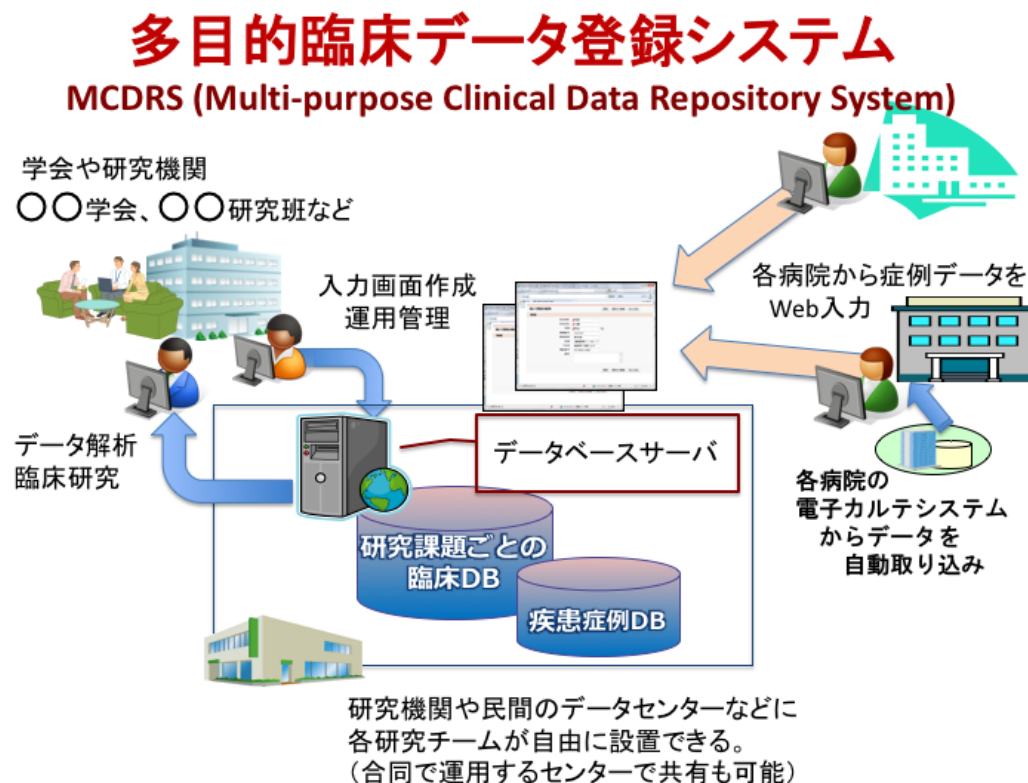 多目的臨床データ登録システム
MCDRS (Multi-purpose Clinical Data Repository System)
学会や研究機関
〇〇学会、〇〇研究班など
入力画面作成
運用管理
各病院から症例データを
Web入力
データ解析
臨床研究
データベースサーバ
各病院の
電子カルテシステム
からデータを
自動取り込み
研究課題ごとの
臨床DB
疾患症例DB
研究機関や民間のデータセンターなどに
各研究チームが自由に設置できる。
(合同で運用するセンターで共有も可能)